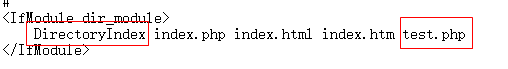 #
<IfModule dir_module>
    DirectoryIndex index.php index.html index.htm test.php
</IfModule>